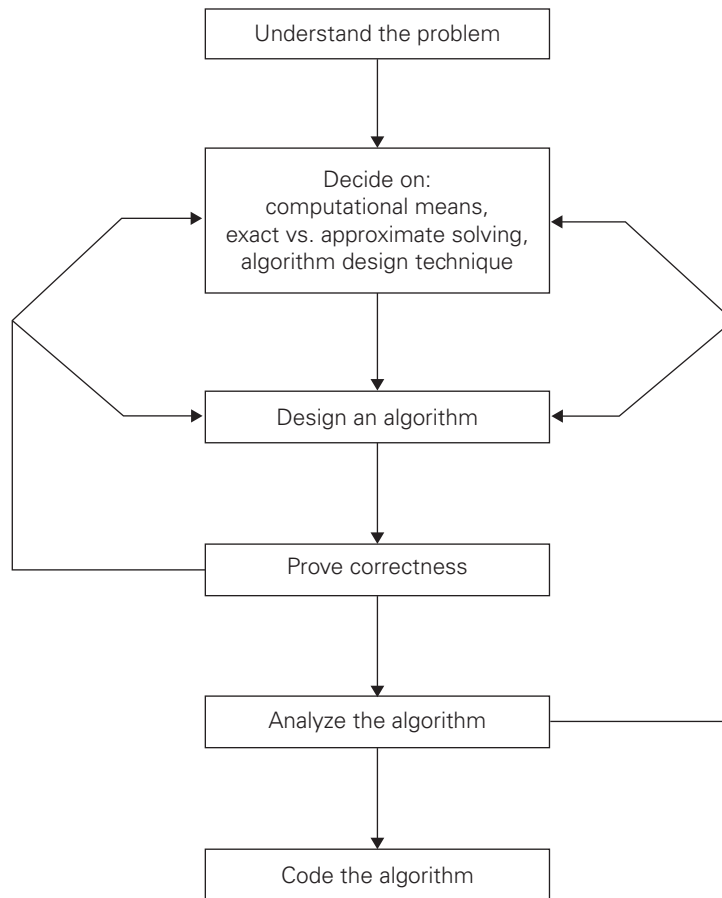 Understand the problem
Decide on:
computational means,
exact vs. approximate solving,
algorithm design technique
Design an algorithm
Prove correctness
Analyze the algorithm
Code the algorithm